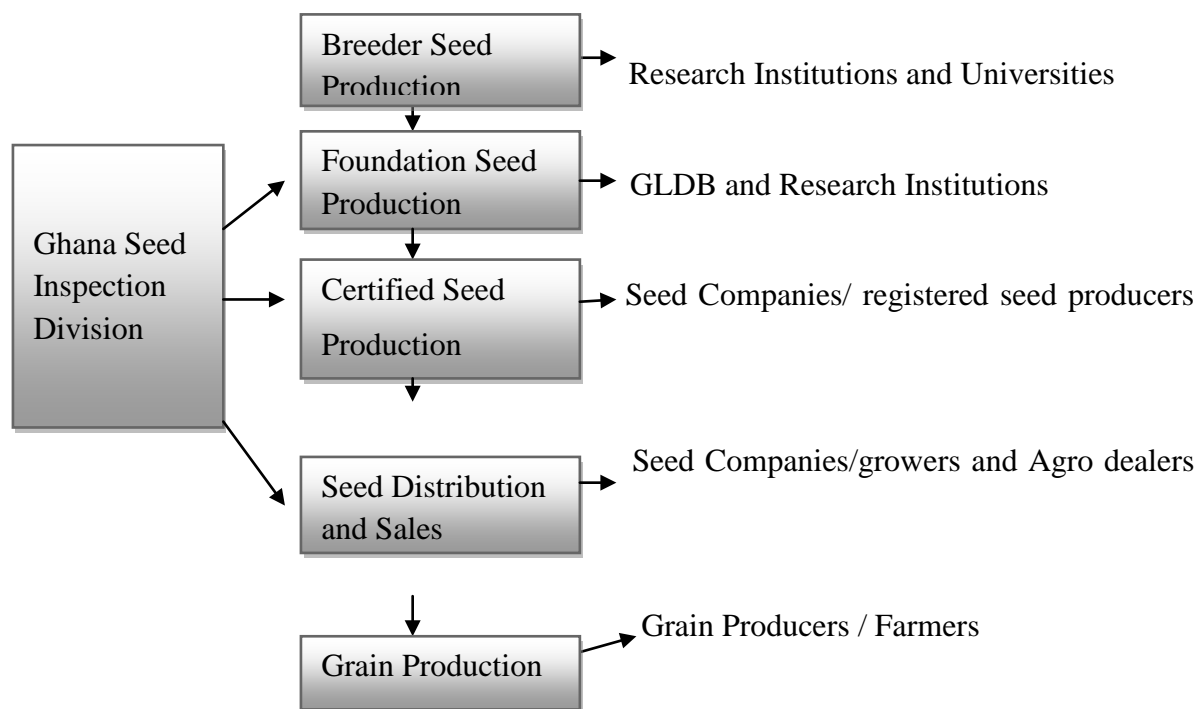 Breeder Seed
Production
Research Institutions and Universities
Foundation Seed
Production
GLDB and Research Institutions
Ghana Seed
Inspection
Division
Certified Seed
Production
Seed Companies/ registered seed producers
Seed Distribution
and Sales
Seed Companies/growers and Agro dealers
Grain Production
Grain Producers / Farmers